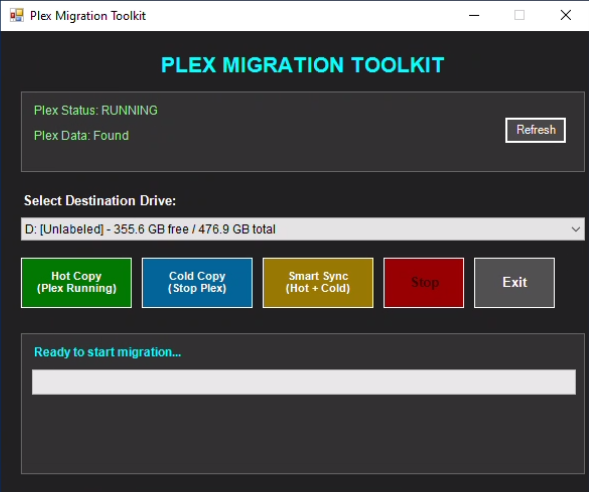 Plex Migration Toolkit
PLEX MIGRATION TOOLKIT
Plex Status: RUNNING
Plex Data: Found
Refresh
Select Destination Drive:
D: [Unlabeled] - 355.6 GB free / 476.9 GB total
Hot Copy
(Plex Running)
Cold Copy
(Stop Plex)
Smart Sync
(Hot + Cold)
Stop
Exit
Ready to start migration...